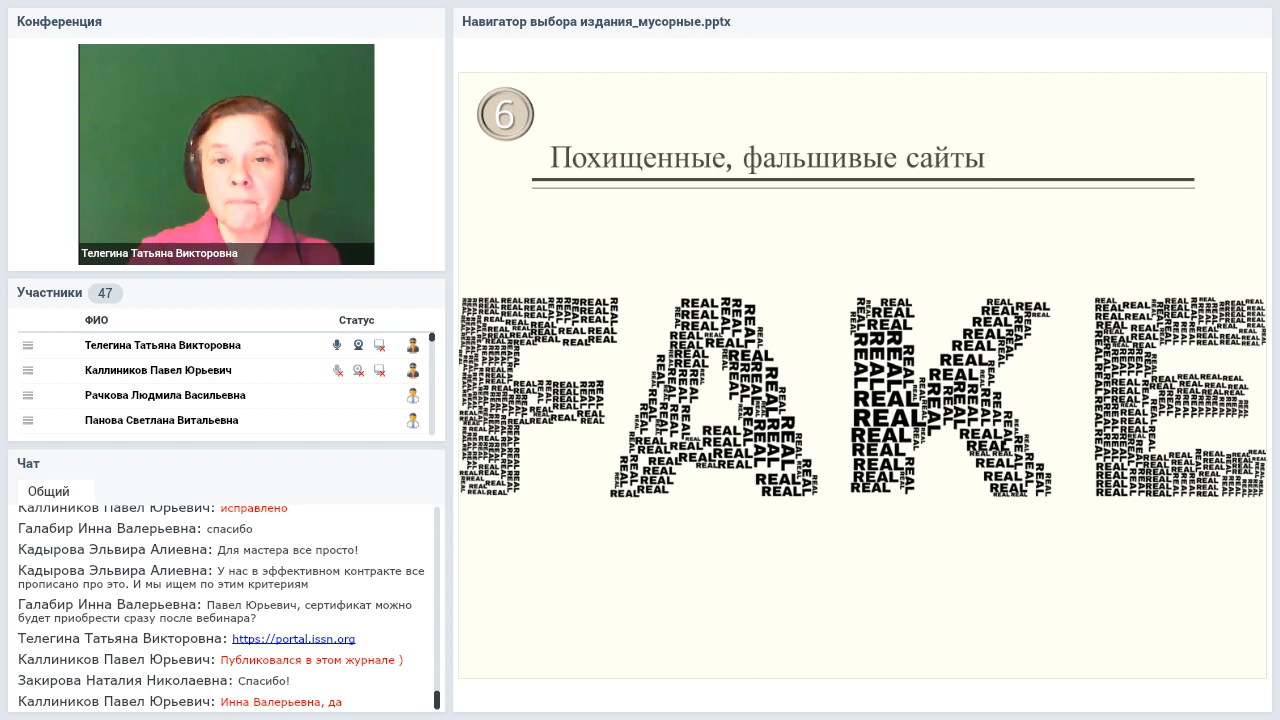 Конференция
Телегина Татьяна Викторовна
Участники 47
ФИО Статус
Телегина Татьяна Викторовна
Каллиников Павел Юрьевич
Рачкова Людмила Васильевна
Панова Светлана Витальевна
Чат
Общий
Каллиников Павел Юрьевич: исправлено
Галабир Инна Валерьевна: спасибо
Кадырова Эльвира Алиевна: Для мастера все просто!
Кадырова Эльвира Алиевна: У нас в эффективном контракте все
прописано про это. И мы ищем по этим критериям
Галабир Инна Валерьевна: Павел Юрьевич, сертификат можно
будет приобрести сразу после вебинара?
Телегина Татьяна Викторовна: https://portal.issn.org
Каллиников Павел Юрьевич: Публиковался в этом журнале )
Закирова Наталия Николаевна: Спасибо!
Каллиников Павел Юрьевич: Инна Валерьевна, да
Навигатор выбора издания_мусорные.pptx
6
Похищенные, фальшивые сайты
FAKE